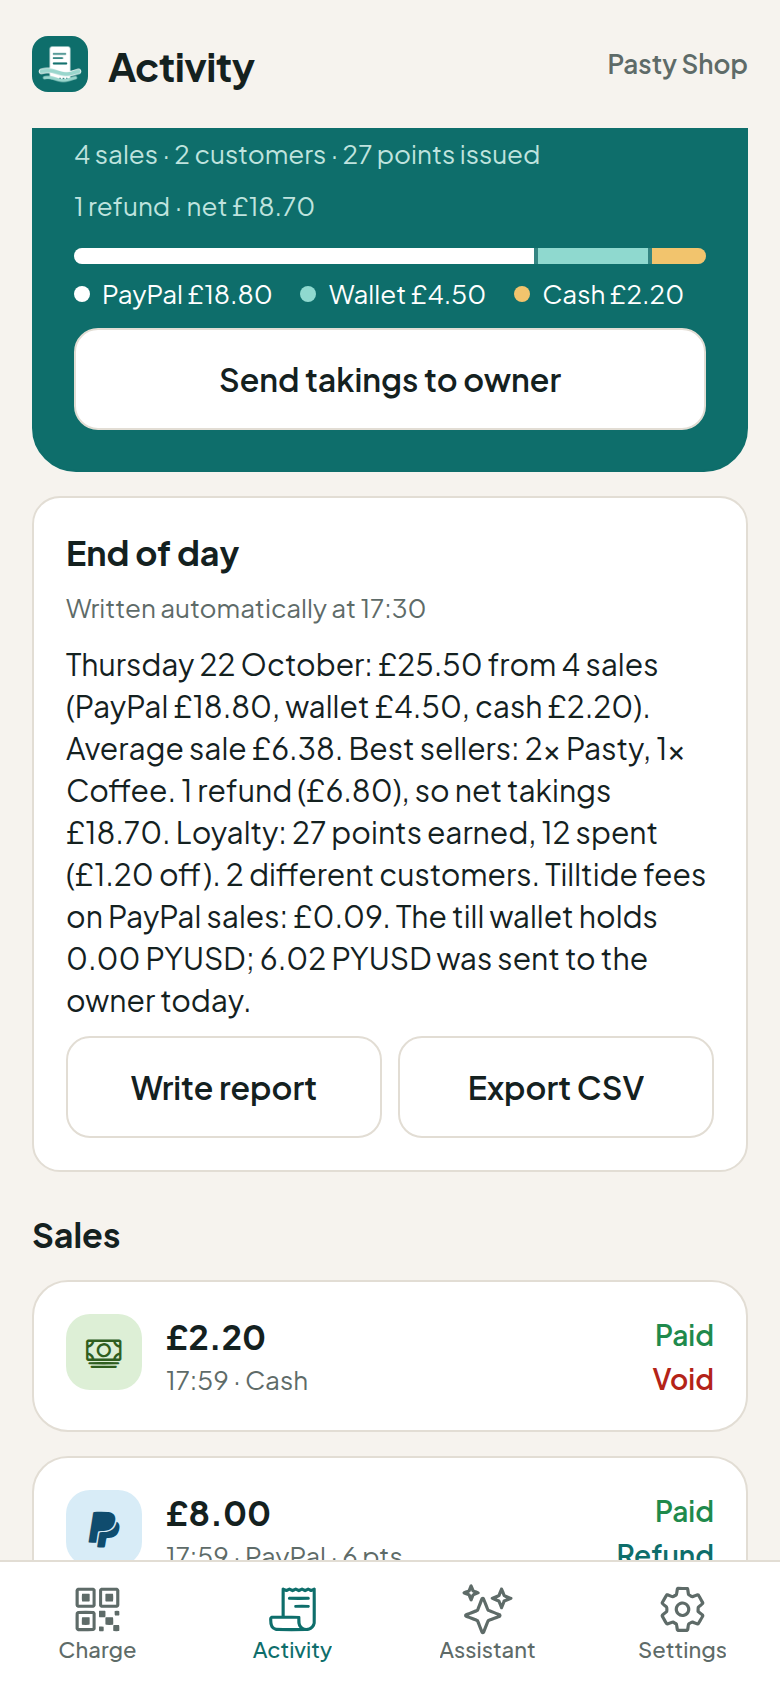 Activity
Pasty Shop
4 sales · 2 customers · 27 points issued
1 refund · net £18.70
PayPal £18.80
Wallet £4.50
Cash £2.20
Send takings to owner
End of day
Written automatically at 17:30
Thursday 22 October: £25.50 from 4 sales
(PayPal £18.80, wallet £4.50, cash £2.20).
Average sale £6.38. Best sellers: 2× Pasty, 1×
Coffee. 1 refund (£6.80), so net takings
£18.70. Loyalty: 27 points earned, 12 spent
(£1.20 off). 2 different customers. Tilltide fees
on PayPal sales: £0.09. The till wallet holds
0.00 PYUSD; 6.02 PYUSD was sent to the
owner today.
Write report
Export CSV
Sales
£2.20
Paid
17:59 · Cash
Void
£8.00
Paid
17:59 · PayPal · 6 pts
Refund
Charge
Activity
Assistant
Settings